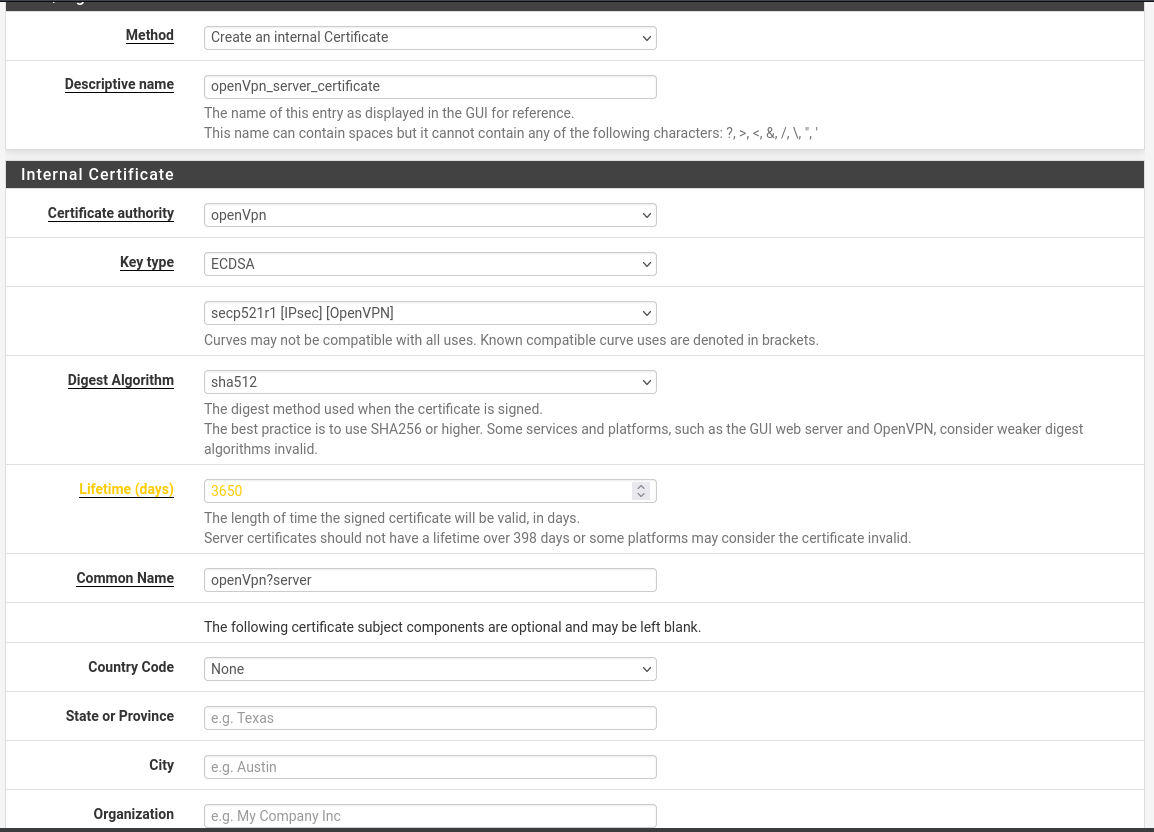 Method
Create an internal Certificate
Descriptive name
openVpn_server_certificate
The name of this entry as displayed in the GUI for reference.
This name can contain spaces but it cannot contain any of the following characters: ?, >, <, &, /, \, ", '
Internal Certificate
Certificate authority
openVpn
Key type
ECDSA
secp521r1 [IPsec] [OpenVPN]
Curves may not be compatible with all uses. Known compatible curve uses are denoted in brackets.
Digest Algorithm
sha512
The digest method used when the certificate is signed.
The best practice is to use SHA256 or higher. Some services and platforms, such as the GUI web server and OpenVPN, consider weaker digest
algorithms invalid.
Lifetime (days)
3650
The length of time the signed certificate will be valid, in days.
Server certificates should not have a lifetime over 398 days or some platforms may consider the certificate invalid.
Common Name
openVpn?server
The following certificate subject components are optional and may be left blank.
Country Code
None
State or Province
e.g. Texas
City
e.g. Austin
Organization
e.g. My Company Inc